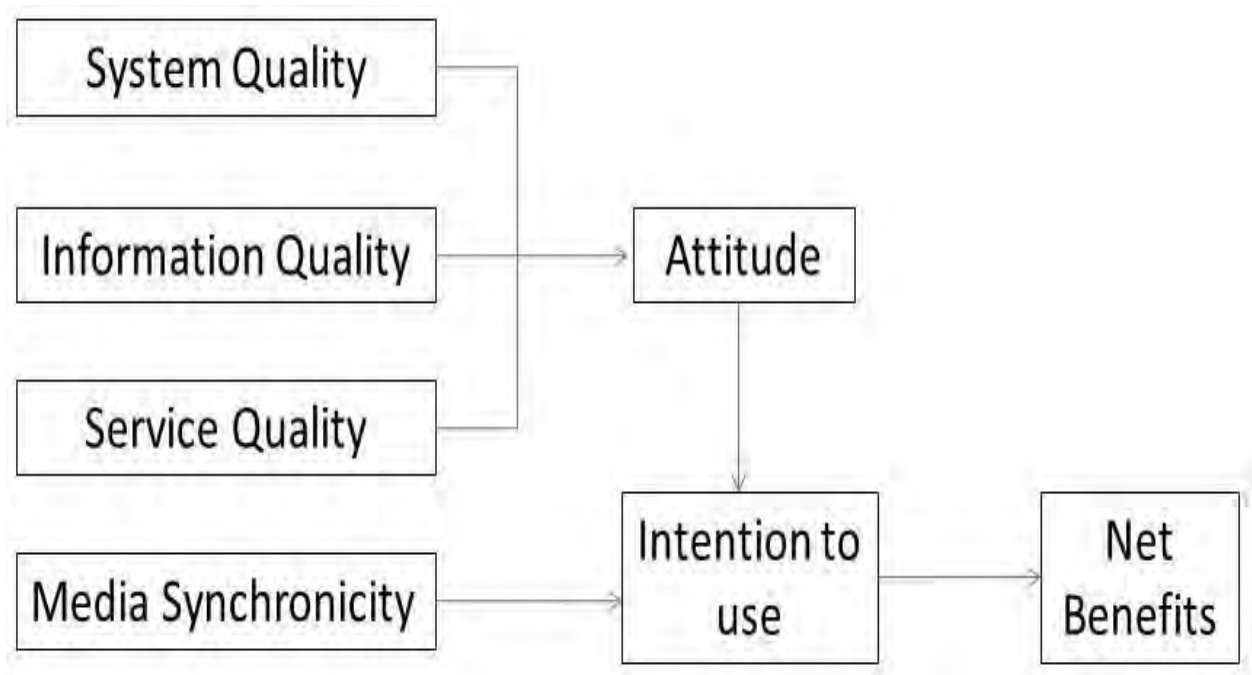 System Quality
Information Quality
Attitude
Service Quality
Intention to
use
Net
Benefits
Media Synchronicity